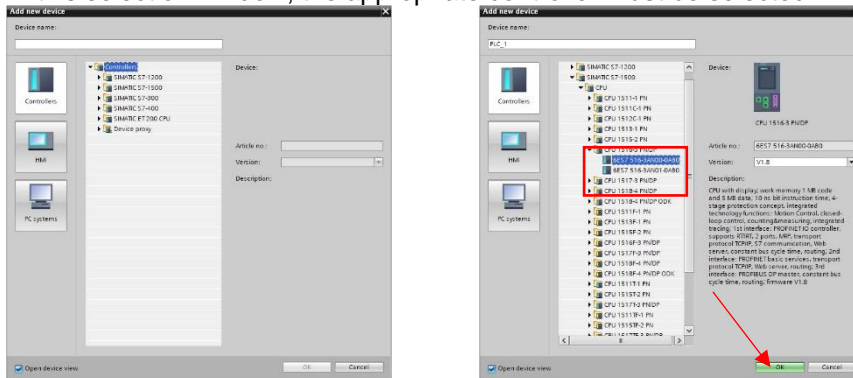 Add new device
Device name:
Controllers
HMI
PC systems
Controllers
SIMATIC S7-1200
SIMATIC S7-1500
SIMATIC S7-300
SIMATIC S7-400
SIMATIC ET 200 CPU
Device proxy
Device:
Article no.:
Version:
Description:
Open device view
OK
Cancel
Add new device
Device name:
PLC_1
Controllers
HMI
PC systems
SIMATIC S7-1200
SIMATIC S7-1500
CPU
CPU 1511-1 PN
CPU 1511C-1 PN
CPU 1512C-1 PN
CPU 1513-1 PN
CPU 1515-2 PN
CPU 1516-3 PN/DP
6ES7 516-3AN00-0AB0
6ES7 516-3AN01-0AB0
CPU 1517-3 PN/DP
CPU 1518-4 PN/DP
CPU 1518-4 PN/DP ODK
CPU 1511F-1 PN
CPU 1513F-1 PN
CPU 1515F-2 PN
CPU 1516F-3 PN/DP
CPU 1517F-3 PN/DP
CPU 1518F-4 PN/DP
CPU 1518F-4 PN/DP ODK
CPU 1511T-1 PN
CPU 1515T-2 PN
CPU 1517T-3 PN/DP
CPU 1511TF-1 PN
CPU 1515TF-2 PN
CPU 1517TF-3 PN/DP
Device:
CPU 1516-3 PN/DP
Article no.:
6ES7 516-3AN00-0AB0
Version:
V1.8
Description:
CPU with display; work memory 1 MB code
and 5 MB data; 10 ns bit instruction time; 4-
stage protection concept, integrated
technology functions: Motion Control, closed-
loop control, counting&measuring; integrated
tracing; 1st interface: PROFINET IO controller,
supports RT/IRT, 2 ports, MRP, transport
protocol TCP/IP, S7 communication, Web
server, constant bus cycle time, routing; 2nd
interface: PROFINET basic services, transport
protocol TCP/IP, Web server, routing; 3rd
interface: PROFIBUS DP master, constant bus
cycle time, routing; firmware V1.8
Open device view
OK
Cancel